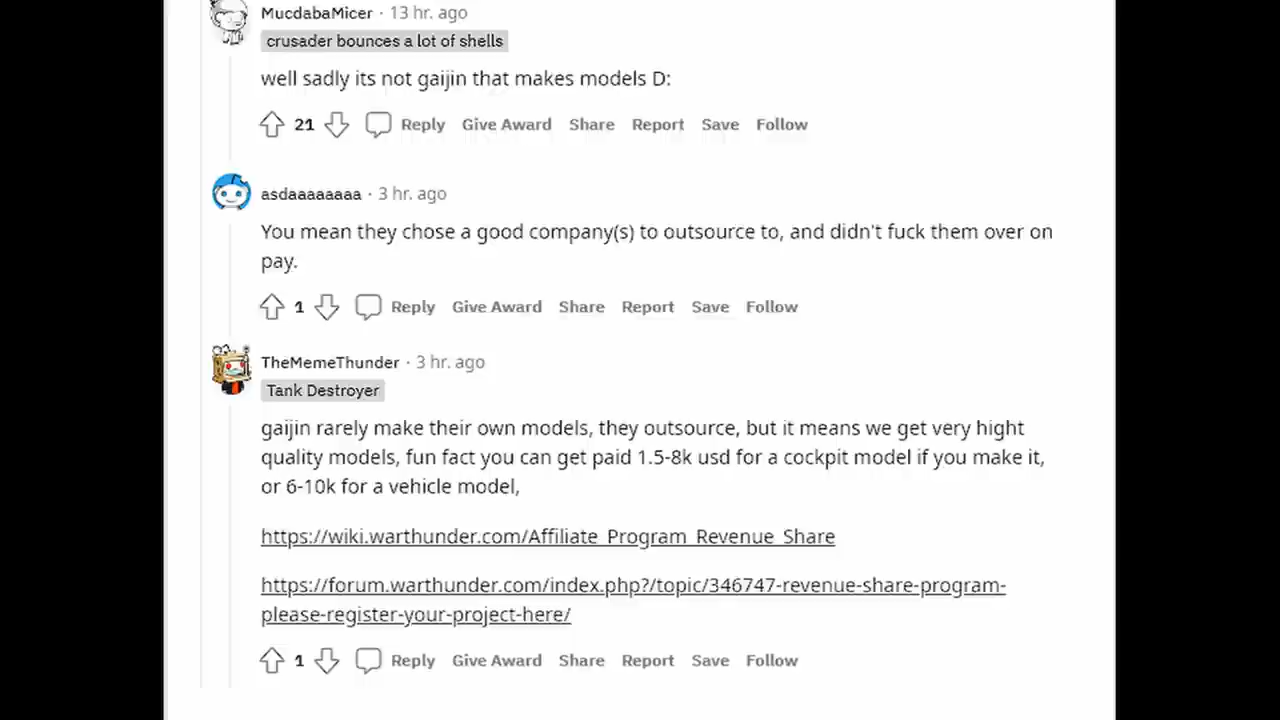 MucdabaMicer · 13 hr. ago
crusader bounces a lot of shells
well sadly its not gaijin that makes models D:
21 Reply Give Award Share Report Save Follow
asdaaaaaaaa · 3 hr. ago
You mean they chose a good company(s) to outsource to, and didn't fuck them over on
pay.
1 Reply Give Award Share Report Save Follow
TheMemeThunder · 3 hr. ago
Tank Destroyer
gaijin rarely make their own models, they outsource, but it means we get very hight
quality models, fun fact you can get paid 1.5-8k usd for a cockpit model if you make it,
or 6-10k for a vehicle model,
https://wiki.warthunder.com/Affiliate_Program_Revenue_Share
https://forum.warthunder.com/index.php?/topic/346747-revenue-share-program-
please-register-your-project-here/
1 Reply Give Award Share Report Save Follow